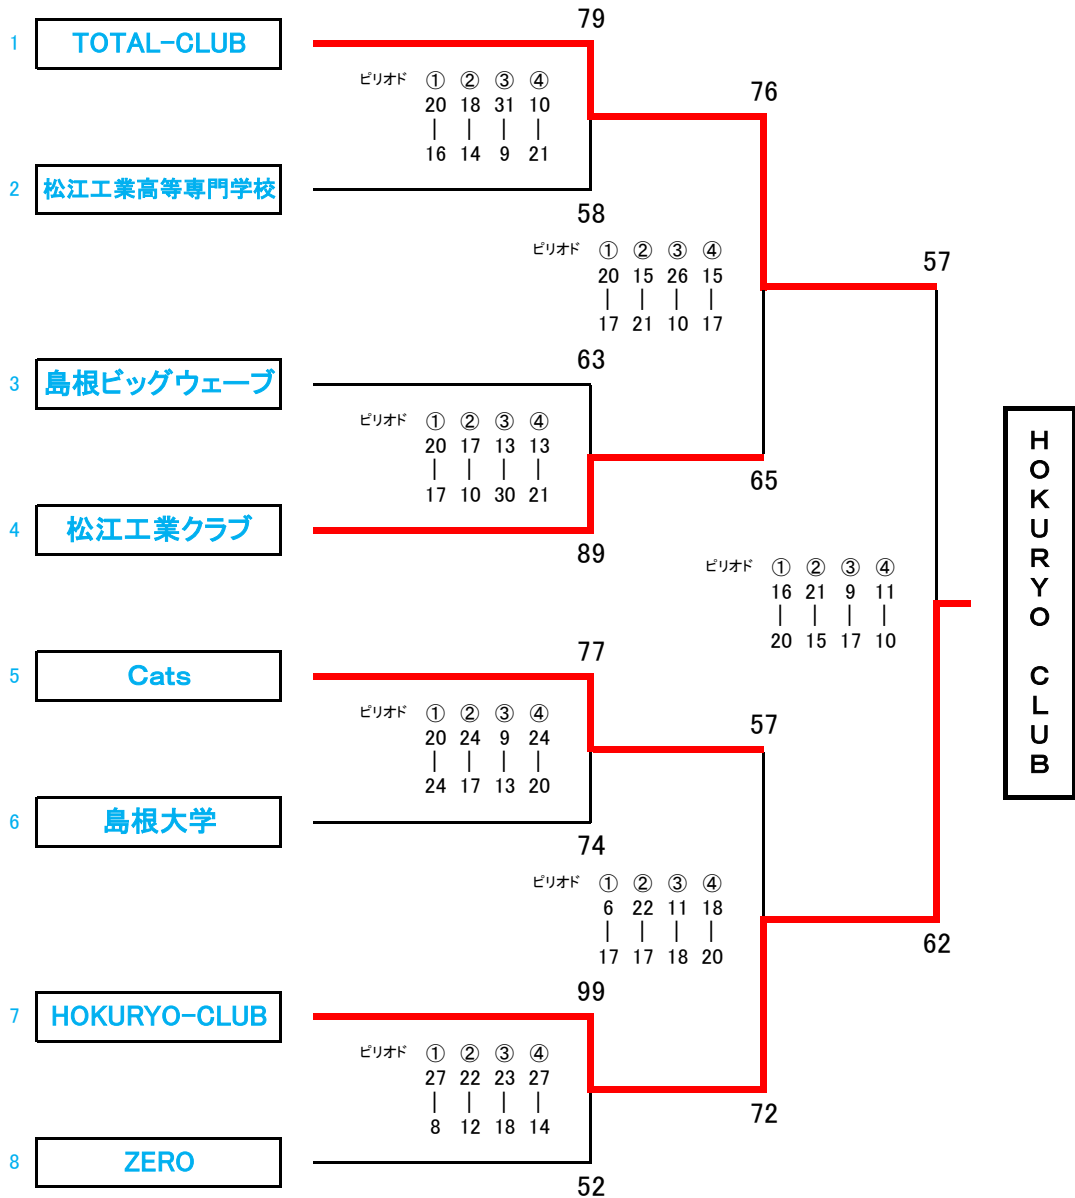 79
1 TOTAL-CLUB
ピリオド ① ② ③ ④
20 18 31 10
| | | |
16 14 9 21
76
2 松江工業高等専門学校
58
ピリオド ① ② ③ ④
20 15 26 15
| | | |
17 21 10 17
57
63
3 島根ビッグウェーブ
ピリオド ① ② ③ ④
20 17 13 13
| | | |
17 10 30 21
65
4 松江工業クラブ
89
ピリオド ① ② ③ ④
16 21 9 11
| | | |
20 15 17 10
HOKURYO CLUB
77
5 Cats
ピリオド ① ② ③ ④
20 24 9 24
| | | |
24 17 13 20
57
6 島根大学
74
ピリオド ① ② ③ ④
6 22 11 18
| | | |
17 17 18 20
62
99
7 HOKURYO-CLUB
ピリオド ① ② ③ ④
27 22 23 27
| | | |
8 12 18 14
72
8 ZERO
52